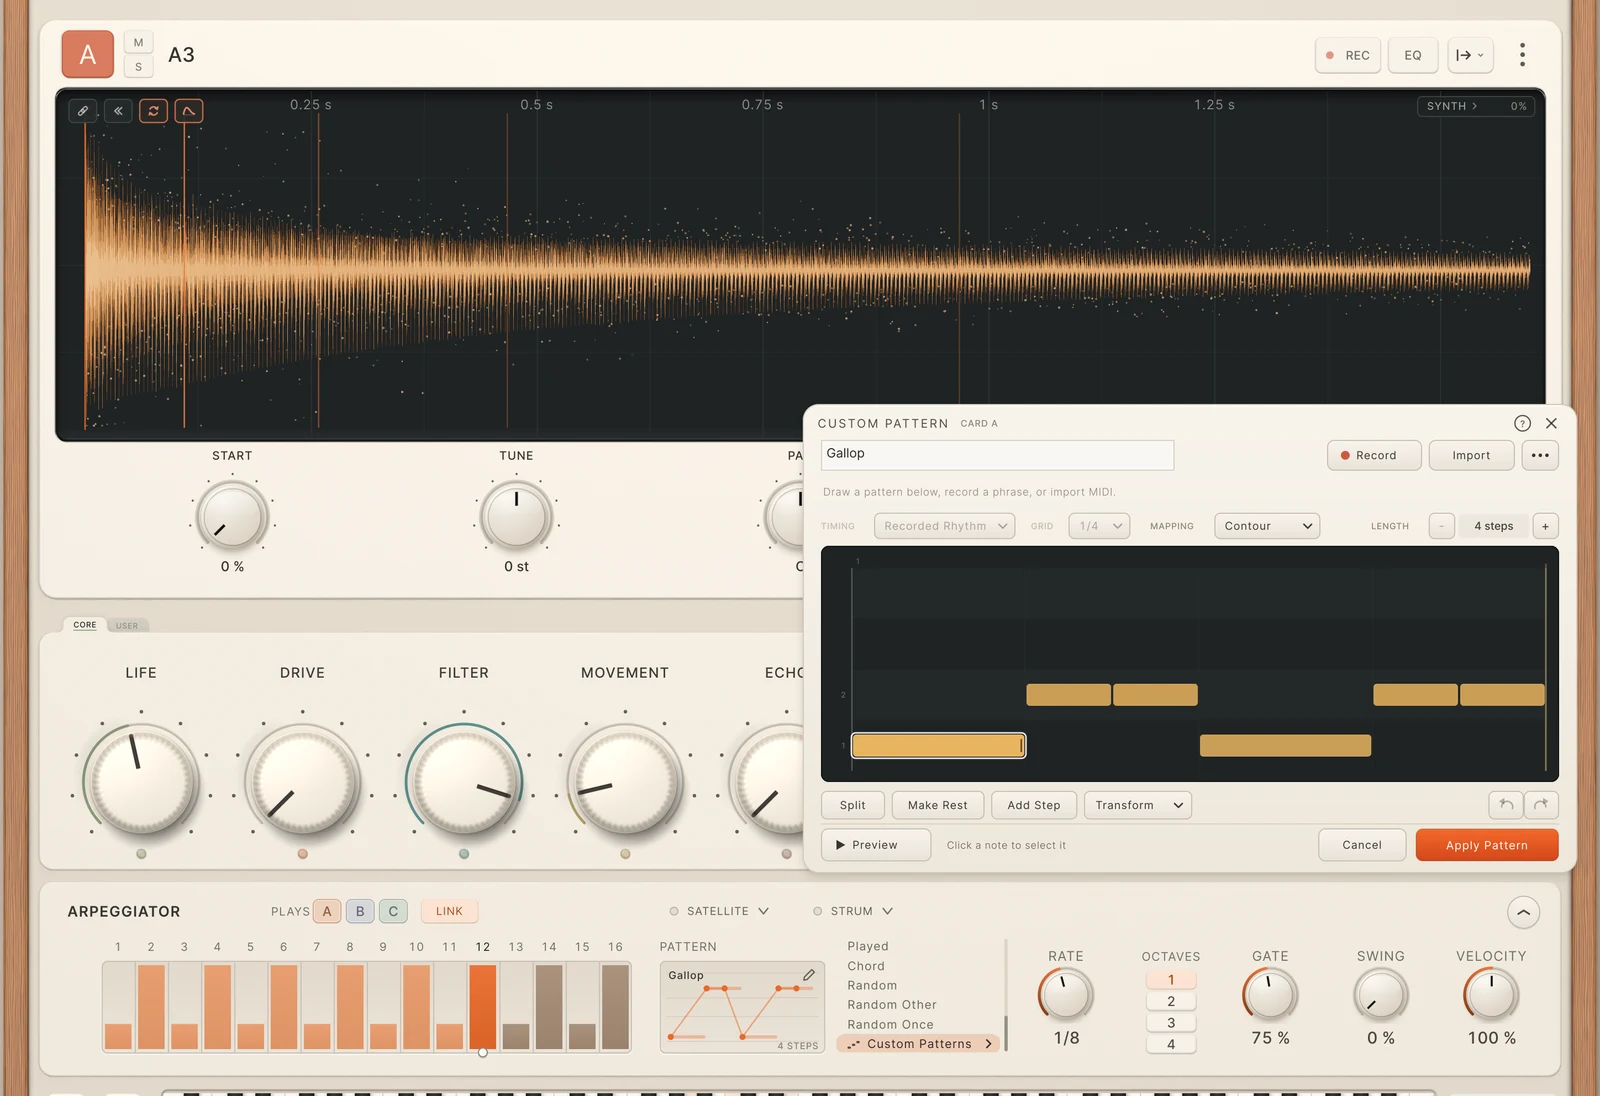 A
M
S
A3
REC
EQ
0.25 s
0.5 s
0.75 s
1 s
1.25 s
SYNTH
0%
START
TUNE
0 %
0 st
CUSTOM PATTERN
CARD A
?
Gallop
Record
Import
Draw a pattern below, record a phrase, or import MIDI.
TIMING
Recorded Rhythm
GRID
1/4
MAPPING
Contour
LENGTH
-
4 steps
+
1
2
1
Split
Make Rest
Add Step
Transform
Preview
Click a note to select it
Cancel
Apply Pattern
CORE
USER
LIFE
DRIVE
FILTER
MOVEMENT
ARPEGGIATOR
PLAYS
A
B
C
LINK
SATELLITE
STRUM
1 2 3 4 5 6 7 8 9 10 11 12 13 14 15 16
PATTERN
Gallop
4 STEPS
Played
Chord
Random
Random Other
Random Once
Custom Patterns
RATE
1/8
OCTAVES
1
2
3
4
GATE
75 %
SWING
0 %
VELOCITY
100 %